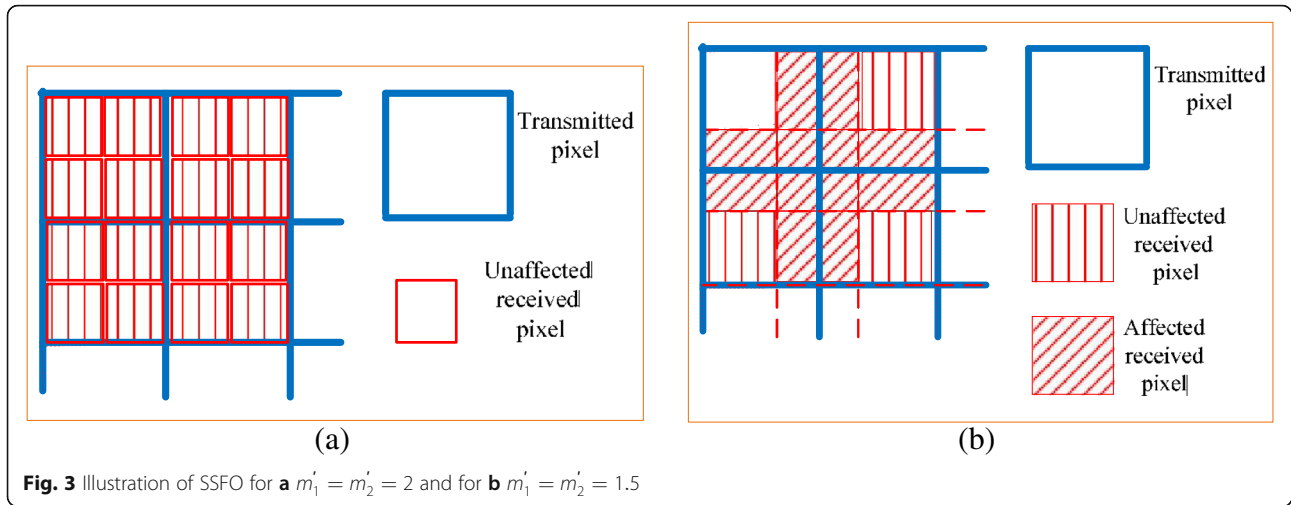 Transmitted
pixel
Unaffected
received
pixel
(a)
Transmitted
pixel
Unaffected
received
pixel
Affected
received
pixel
(b)
Fig. 3 Illustration of SSFO for a m′₁ = m′₂ = 2 and for b m′₁ = m′₂ = 1.5